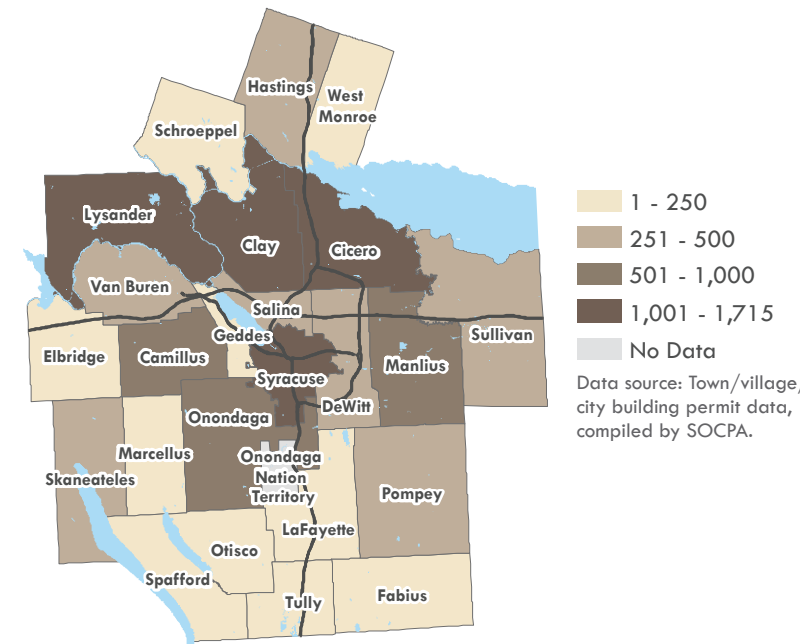 Hastings
West
Monroe
Schroeppel
Lysander
Clay
Cicero
Van Buren
Salina
Geddes
Sullivan
Elbridge
Camillus
Manlius
Syracuse
DeWitt
Onondaga
Marcellus
Onondaga
Nation
Territory
Skaneateles
Pompey
LaFayette
Otisco
Spafford
Tully
Fabius
1 - 250
251 - 500
501 - 1,000
1,001 - 1,715
No Data
Data source: Town/village,
city building permit data,
compiled by SOCPA.